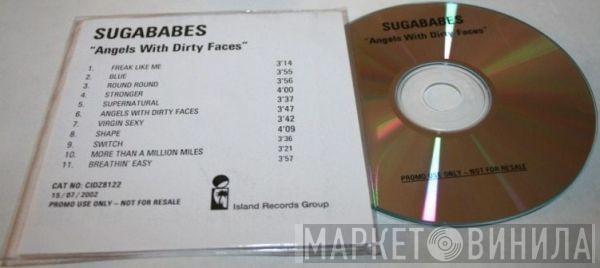 SUGABABES
"Angels With Dirty Faces"
1. FREAK LIKE ME 3'14
2. BLUE 3'55
3. ROUND ROUND 3'56
4. STRONGER 4'00
5. SUPERNATURAL 3'37
6. ANGELS WITH DIRTY FACES 3'47
7. VIRGIN SEXY 3'42
8. SHAPE 4'09
9. SWITCH 3'36
10. MORE THAN A MILLION MILES 3'21
11. BREATHIN' EASY 3'57
CAT NO: CIDZ8122
15/07/2002
PROMO USE ONLY – NOT FOR RESALE
Island Records Group
SUGABABES
"Angels With Dirty Faces"
PROMO USE ONLY – NOT FOR RESALE
МАРКЕТ ВИНИЛА